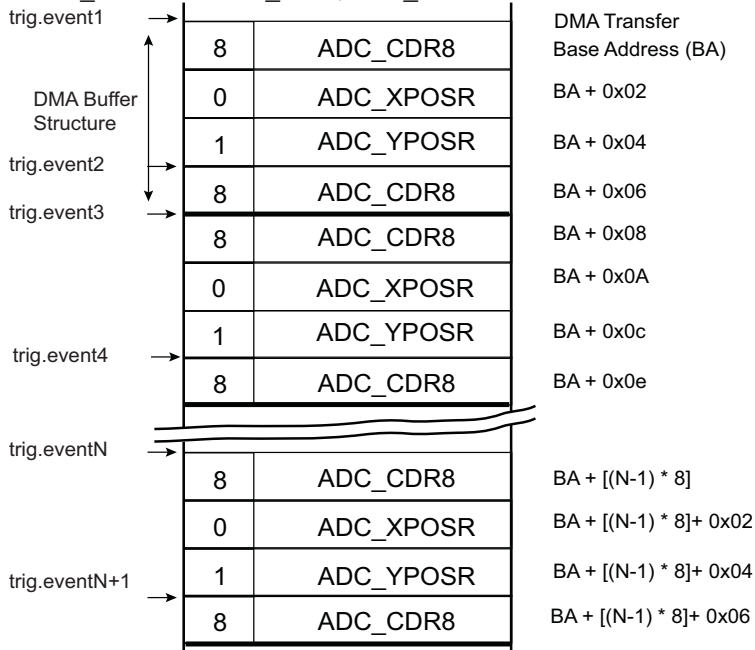 trig.event1
DMA Transfer
8 ADC_CDR8 Base Address (BA)
DMA Buffer
Structure
0 ADC_XPOSR BA + 0x02
1 ADC_YPOSR BA + 0x04
trig.event2
8 ADC_CDR8 BA + 0x06
trig.event3
8 ADC_CDR8 BA + 0x08
0 ADC_XPOSR BA + 0x0A
1 ADC_YPOSR BA + 0x0c
trig.event4
8 ADC_CDR8 BA + 0x0e
trig.eventN
8 ADC_CDR8 BA + [(N-1) * 8]
0 ADC_XPOSR BA + [(N-1) * 8]+ 0x02
1 ADC_YPOSR BA + [(N-1) * 8]+ 0x04
trig.eventN+1
8 ADC_CDR8 BA + [(N-1) * 8]+ 0x06